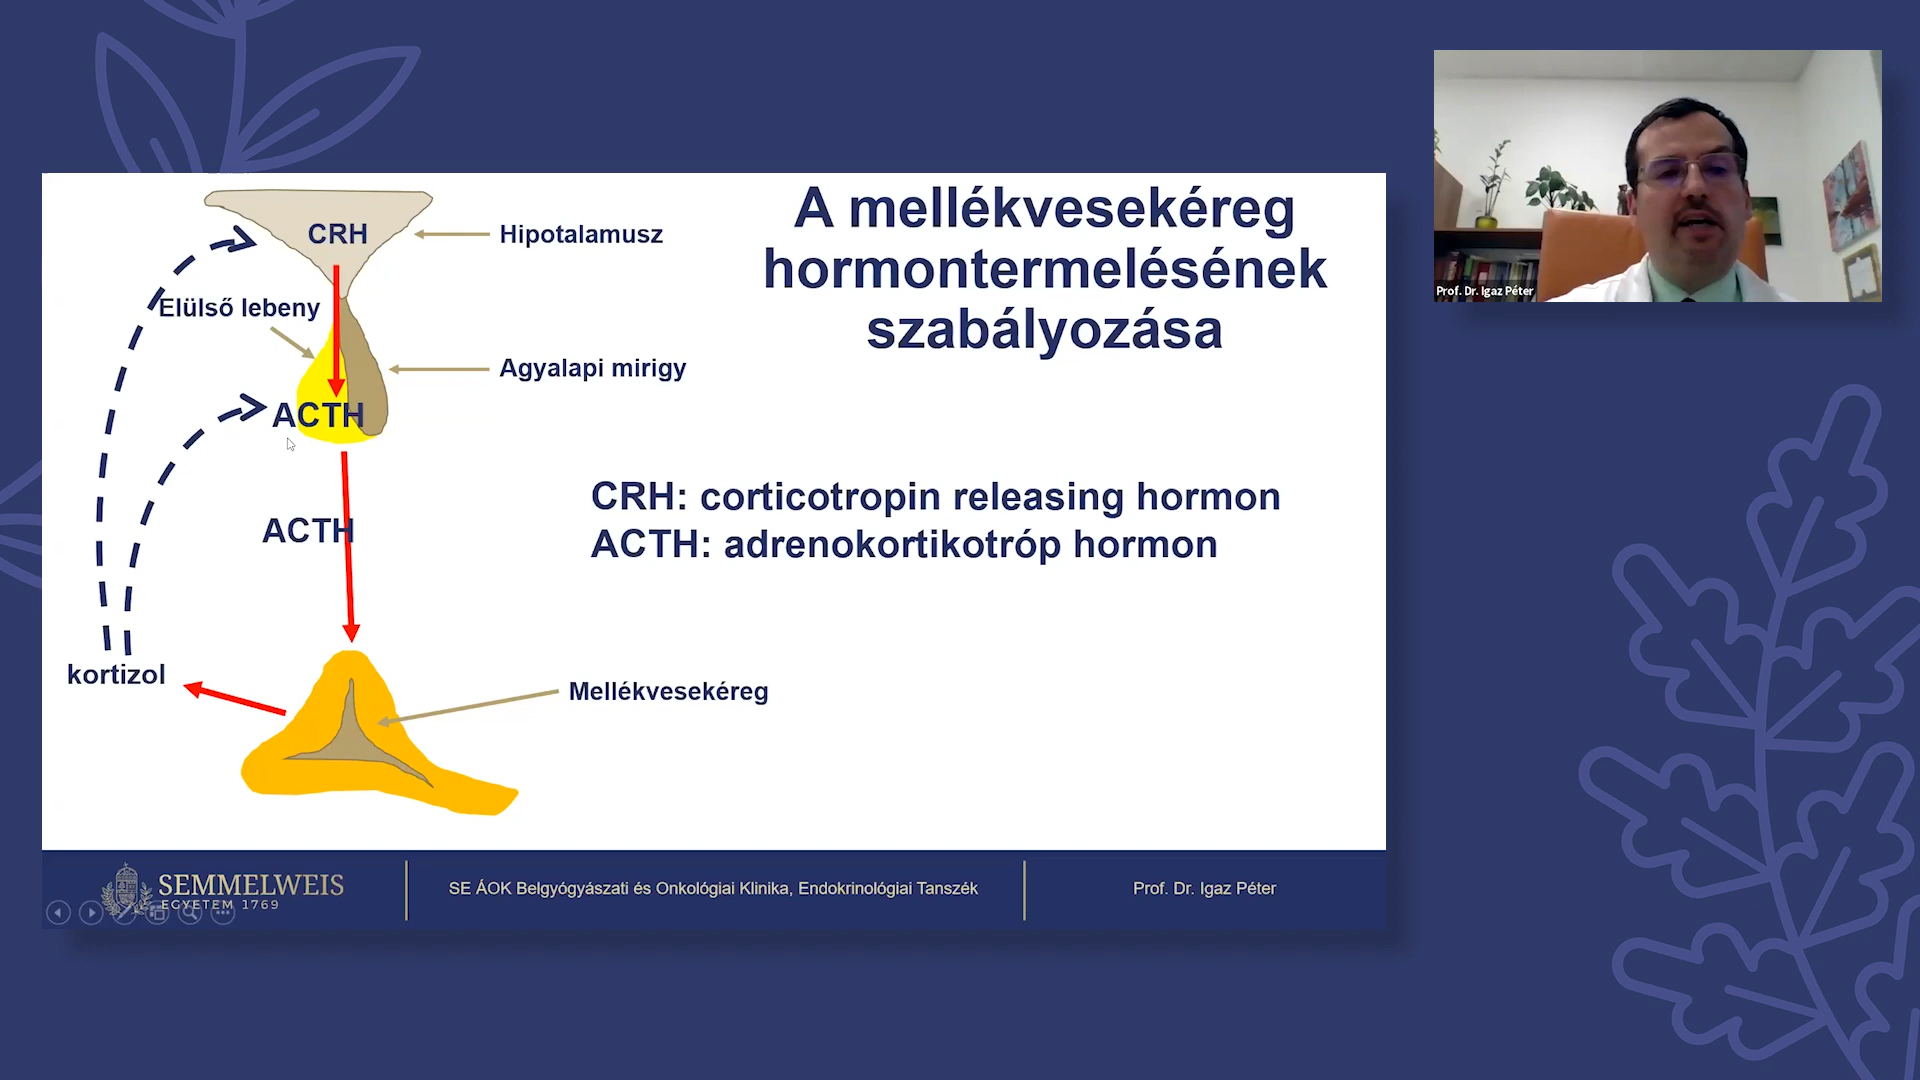 A mellékvesekéreg
hormontermelésének
szabályozása
CRH
Hipotalamusz
Elülső lebeny
Agyalapi mirigy
ACTH
CRH: corticotropin releasing hormon
ACTH: adrenokortikotróp hormon
ACTH
kortizol
Mellékvesekéreg
SEMMELWEIS
EGYETEM 1769
SE ÁOK Belgyógyászati és Onkológiai Klinika, Endokrinológiai Tanszék
Prof. Dr. Igaz Péter
Prof. Dr. Igaz Péter